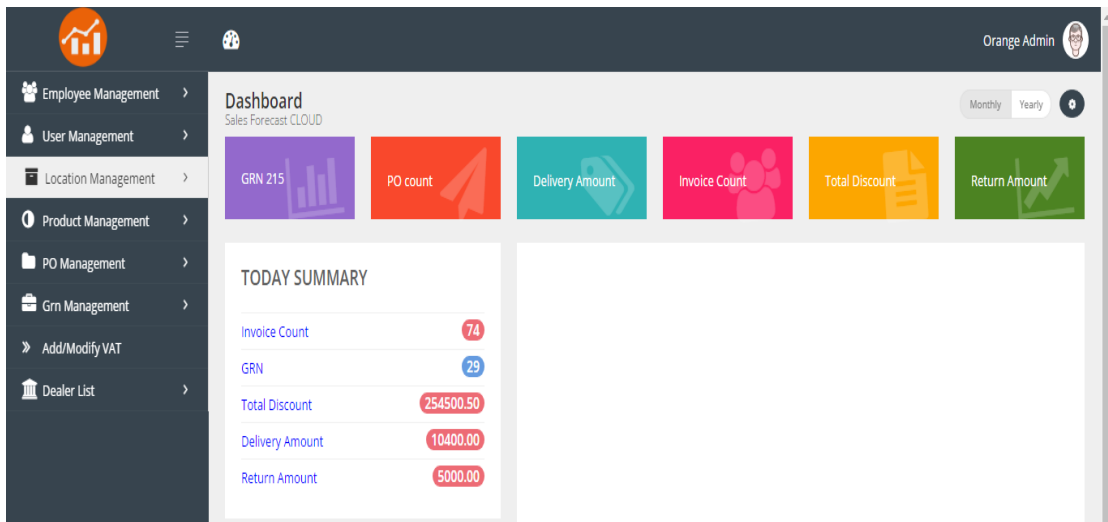 Orange Admin
Employee Management
User Management
Location Management
Product Management
PO Management
Grn Management
Add/Modify VAT
Dealer List
Dashboard
Sales Forecast CLOUD
Monthly Yearly
GRN 215
PO count
Delivery Amount
Invoice Count
Total Discount
Return Amount
TODAY SUMMARY
Invoice Count 74
GRN 29
Total Discount 254500.50
Delivery Amount 10400.00
Return Amount 5000.00